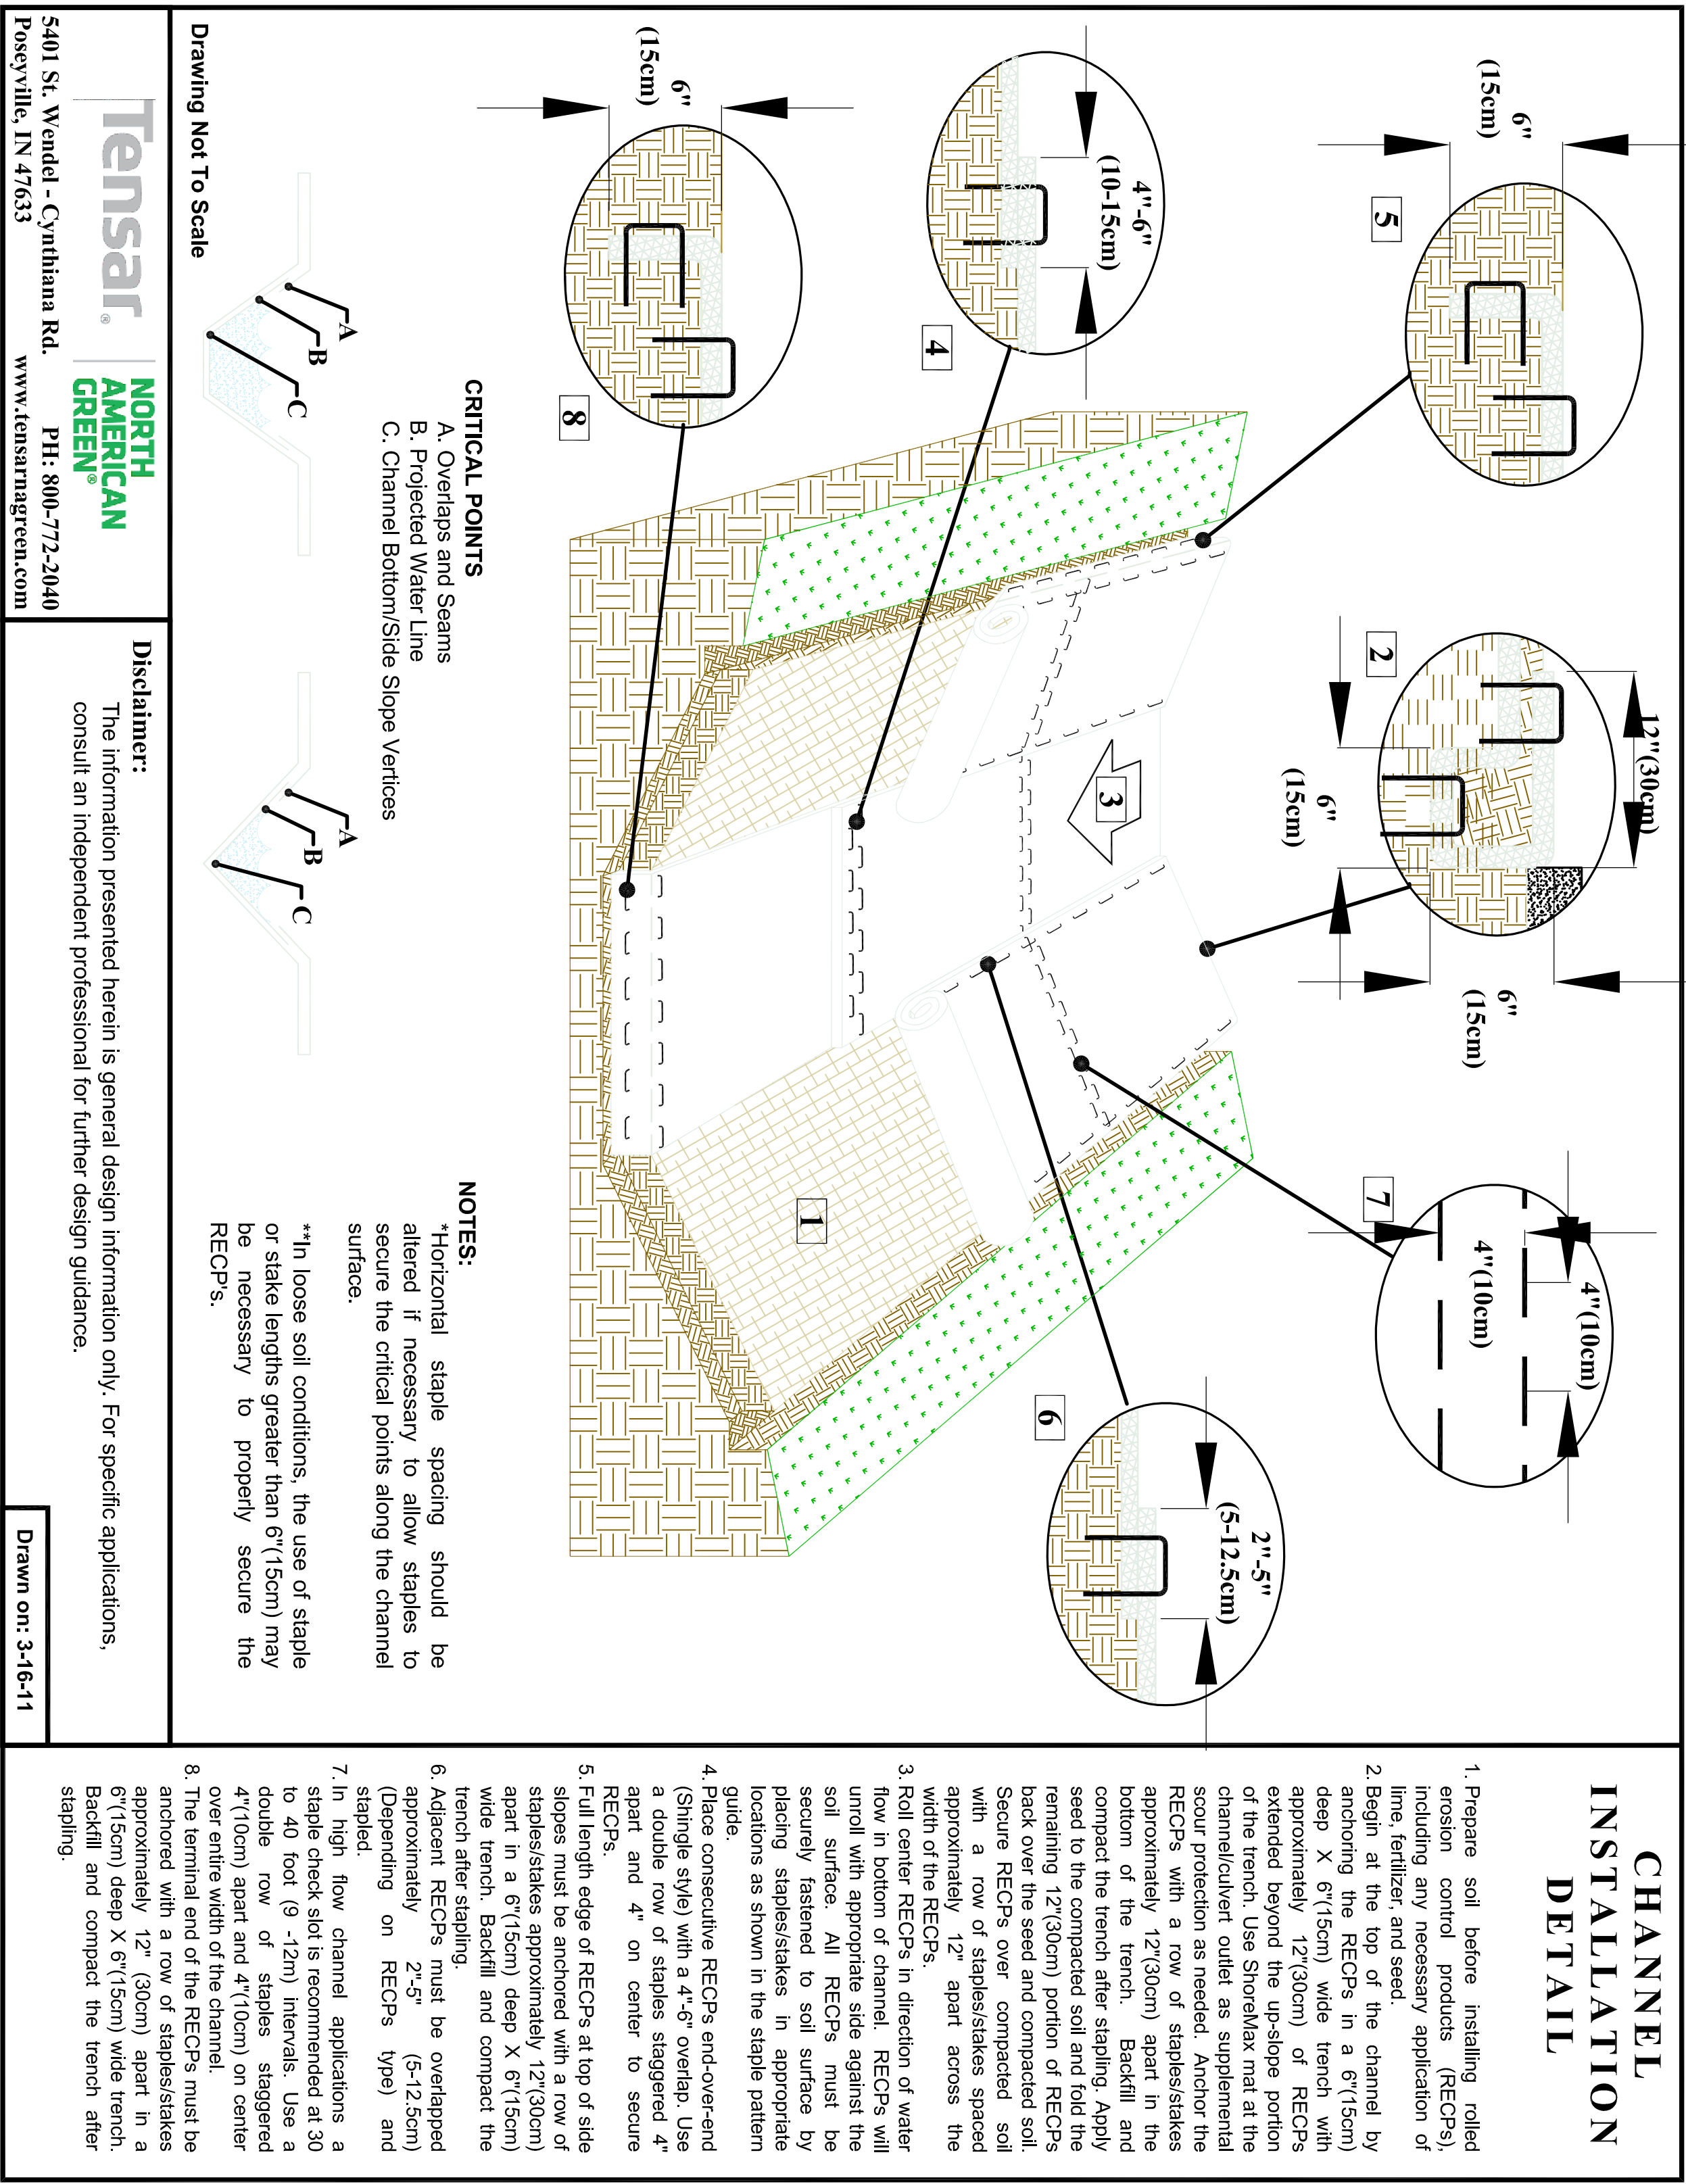 CHANNEL
INSTALLATION
DETAIL
1. Prepare soil before installing rolled
erosion control products (RECPs),
including any necessary application of
lime, fertilizer, and seed.
2. Begin at the top of the channel by
anchoring the RECPs in a 6"(15cm)
deep X 6"(15cm) wide trench with
approximately 12"(30cm) of RECPs
extended beyond the up-slope portion
of the trench. Use ShoreMax mat at the
channel/culvert outlet as supplemental
scour protection as needed. Anchor the
RECPs with a row of staples/stakes
approximately 12"(30cm) apart in the
bottom of the trench. Backfill and
compact the trench after stapling. Apply
seed to the compacted soil and fold the
remaining 12"(30cm) portion of RECPs
back over the seed and compacted soil.
Secure RECPs over compacted soil
with a row of staples/stakes spaced
approximately 12" apart across the
width of the RECPs.
3. Roll center RECPs in direction of water
flow in bottom of channel. RECPs will
unroll with appropriate side against the
soil surface. All RECPs must be
securely fastened to soil surface by
placing staples/stakes in appropriate
locations as shown in the staple pattern
guide.
4. Place consecutive RECPs end-over-end
(Shingle style) with a 4"-6" overlap. Use
a double row of staples staggered 4"
apart and 4" on center to secure
RECPs.
5. Full length edge of RECPs at top of side
slopes must be anchored with a row of
staples/stakes approximately 12"(30cm)
apart in a 6"(15cm) deep X 6"(15cm)
wide trench. Backfill and compact the
trench after stapling.
6. Adjacent RECPs must be overlapped
approximately 2"-5" (5-12.5cm)
(Depending on RECPs type) and
stapled.
7. In high flow channel applications a
staple check slot is recommended at 30
to 40 foot (9 -12m) intervals. Use a
double row of staples staggered
4"(10cm) apart and 4"(10cm) on center
over entire width of the channel.
8. The terminal end of the RECPs must be
anchored with a row of staples/stakes
approximately 12" (30cm) apart in a
6"(15cm) deep X 6"(15cm) wide trench.
Backfill and compact the trench after
stapling.
6"
(15cm)
5
12"(30cm)
2
6"
(15cm)
6"
(15cm)
4"(10cm)
4"(10cm)
7
4"-6"
(10-15cm)
4
3
2"-5"
(5-12.5cm)
6
1
6"
(15cm)
8
CRITICAL POINTS
A. Overlaps and Seams
B. Projected Water Line
C. Channel Bottom/Side Slope Vertices
A
B
C
A
B
C
NOTES:
*Horizontal staple spacing should be
altered if necessary to allow staples to
secure the critical points along the channel
surface.
**In loose soil conditions, the use of staple
or stake lengths greater than 6"(15cm) may
be necessary to properly secure the
RECP's.
Drawing Not To Scale
Tensar®
NORTH
AMERICAN
GREEN®
5401 St. Wendel - Cynthiana Rd. PH: 800-772-2040
Poseyville, IN 47633 www.tensarnagreen.com
Disclaimer:
The information presented herein is general design information only. For specific applications,
consult an independent professional for further design guidance.
Drawn on: 3-16-11